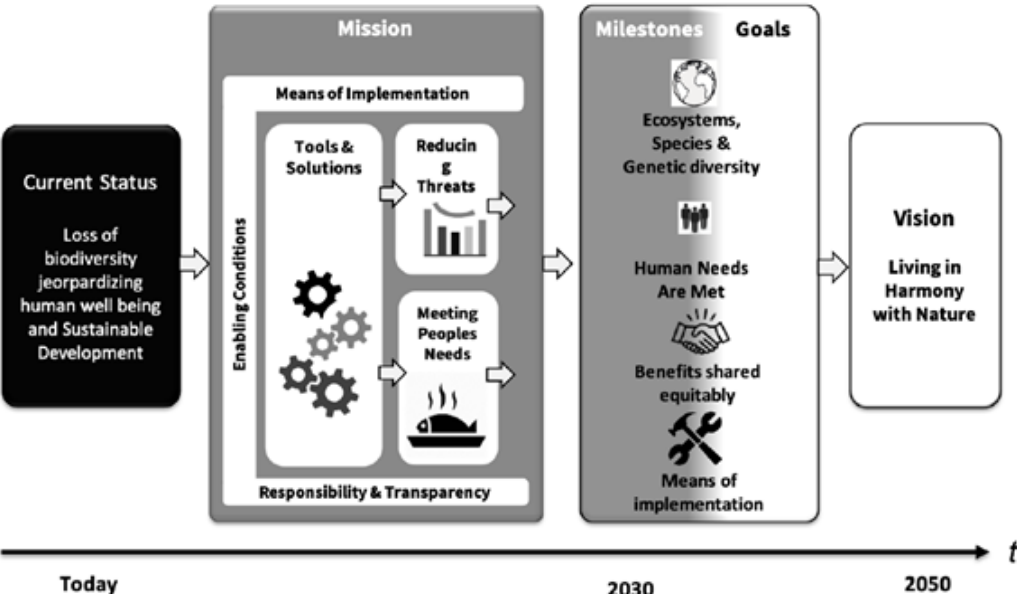 Current Status
Loss of
biodiversity
jeorpardizing
human well being
and Sustainable
Development
Mission
Means of Implementation
Enabling Conditions
Tools &
Solutions
Reducin
g
Threats
Meeting
Peoples
Needs
Responsibility & Transparency
Milestones Goals
Ecosystems,
Species &
Genetic diversity
Human Needs
Are Met
Benefits shared
equitably
Means of
implementation
Vision
Living in
Harmony
with Nature
t
Today
2030
2050